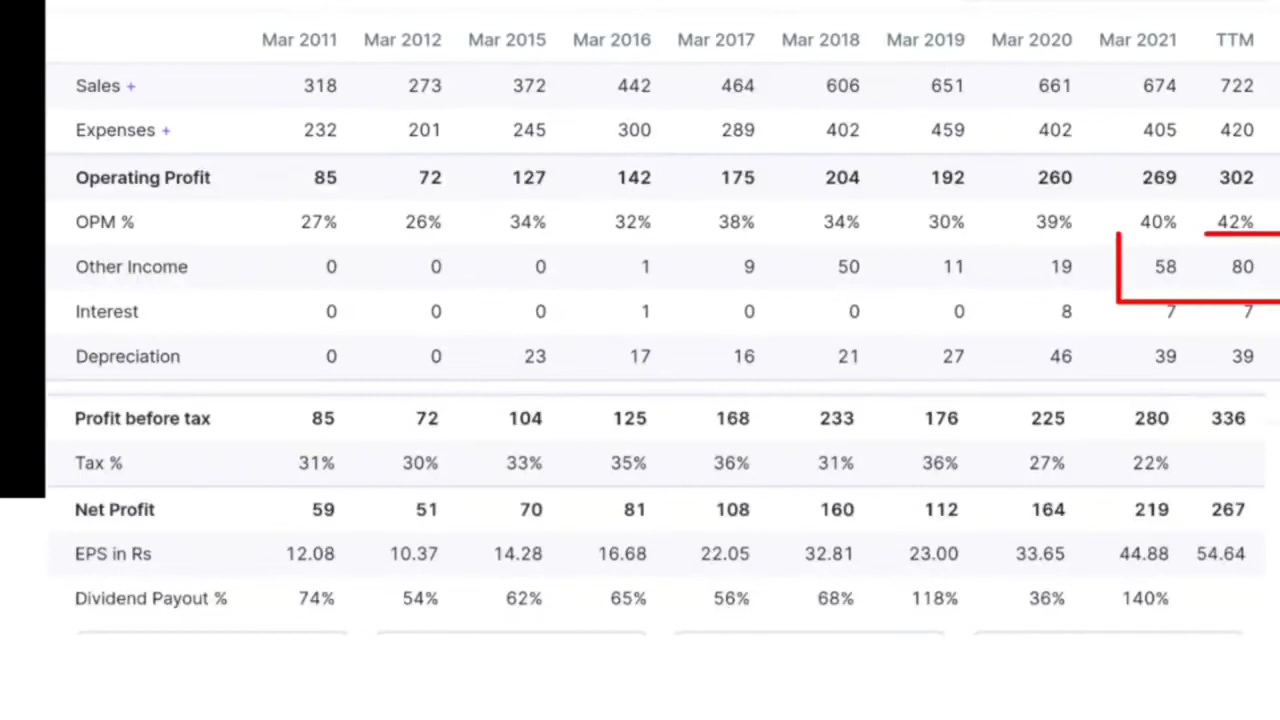 Mar 2011 Mar 2012 Mar 2015 Mar 2016 Mar 2017 Mar 2018 Mar 2019 Mar 2020 Mar 2021 TTM
Sales + 318 273 372 442 464 606 651 661 674 722
Expenses + 232 201 245 300 289 402 459 402 405 420
Operating Profit 85 72 127 142 175 204 192 260 269 302
OPM % 27% 26% 34% 32% 38% 34% 30% 39% 40% 42%
Other Income 0 0 0 1 9 50 11 19 58 80
Interest 0 0 0 1 0 0 0 8 7 7
Depreciation 0 0 23 17 16 21 27 46 39 39
Profit before tax 85 72 104 125 168 233 176 225 280 336
Tax % 31% 30% 33% 35% 36% 31% 36% 27% 22%
Net Profit 59 51 70 81 108 160 112 164 219 267
EPS in Rs 12.08 10.37 14.28 16.68 22.05 32.81 23.00 33.65 44.88 54.64
Dividend Payout % 74% 54% 62% 65% 56% 68% 118% 36% 140%